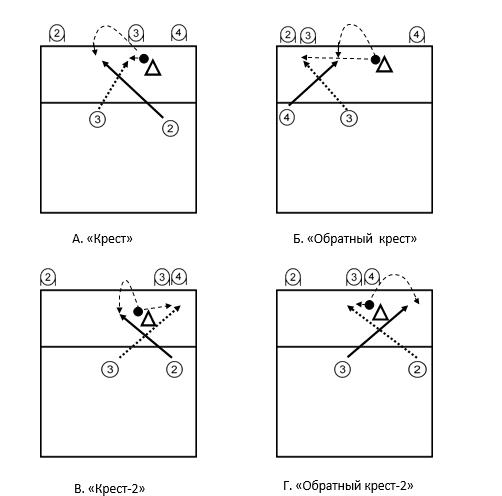 2 3 4
2 3 4
3 2
4 3
А. «Крест»
Б. «Обратный крест»
2 3 4
2 3 4
3 2
3 2
В. «Крест-2»
Г. «Обратный крест-2»